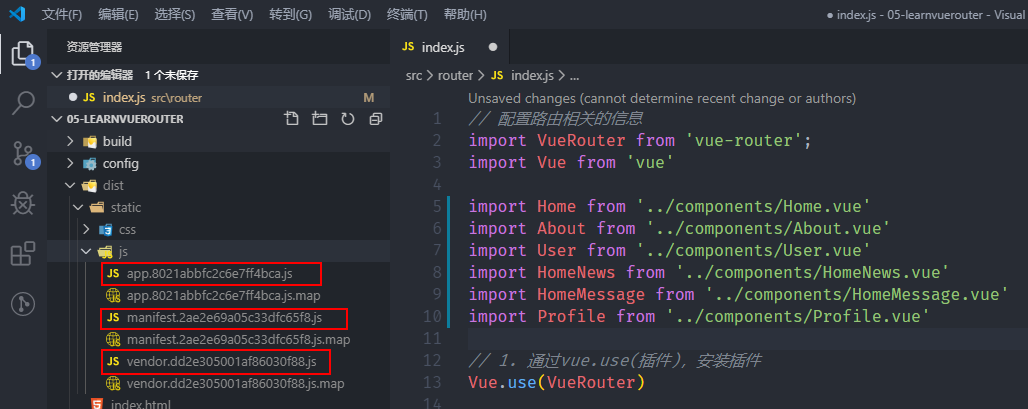 文件(F) 编辑(E) 选择(S) 查看(V) 转到(G) 调试(D) 终端(T) 帮助(H) ● index.js - 05-learnvuerouter - Visual
资源管理器
打开的编辑器 1 个未保存
● JS index.js src\router M
05-LEARNVUEROUTER
build
config
dist
static
css
js
JS app.8021abbfc2c6e7ff4bca.js
app.8021abbfc2c6e7ff4bca.js.map
JS manifest.2ae2e69a05c33dfc65f8.js
manifest.2ae2e69a05c33dfc65f8.js.map
JS vendor.dd2e305001af86030f88.js
vendor.dd2e305001af86030f88.js.map
index.html
1
1
JS index.js ●
src > router > JS index.js > ...
Unsaved changes (cannot determine recent change or authors)
1 // 配置路由相关的信息
2 import VueRouter from 'vue-router';
3 import Vue from 'vue'
4
5 import Home from '../components/Home.vue'
6 import About from '../components/About.vue'
7 import User from '../components/User.vue'
8 import HomeNews from '../components/HomeNews.vue'
9 import HomeMessage from '../components/HomeMessage.vue'
10 import Profile from '../components/Profile.vue'
11
12 // 1. 通过vue.use(插件), 安装插件
13 Vue.use(VueRouter)
14